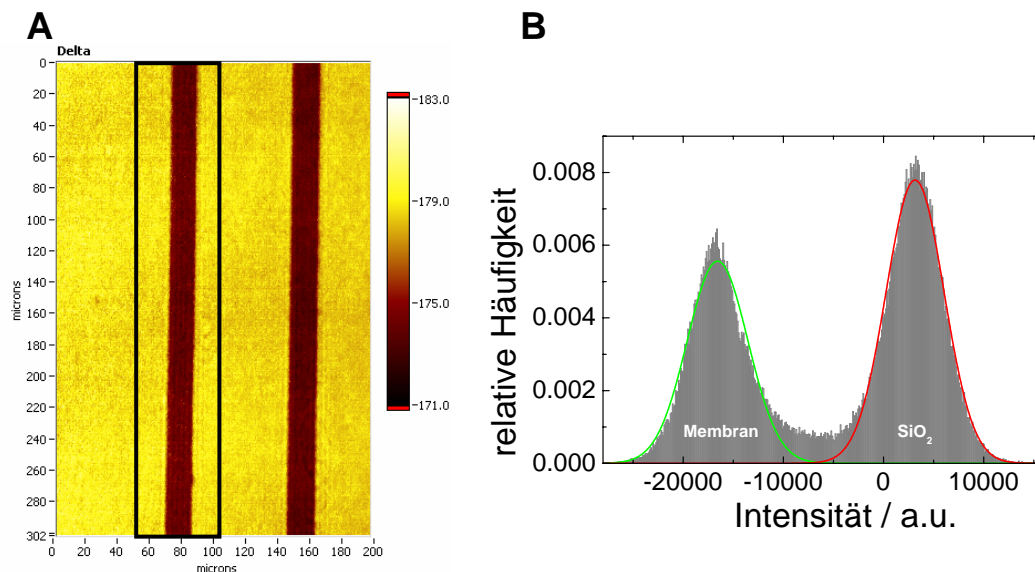 A
Delta
0
20
40
60
80
100
120
140
160
180
200
220
240
260
280
302
microns
0 20 40 60 80 100 120 140 160 180 200
microns
183.0
179.0
175.0
171.0
B
relative Häufigkeit
0.008
0.006
0.004
0.002
0.000
Membran
SiO2
-20000 -10000 0 10000
Intensität / a.u.